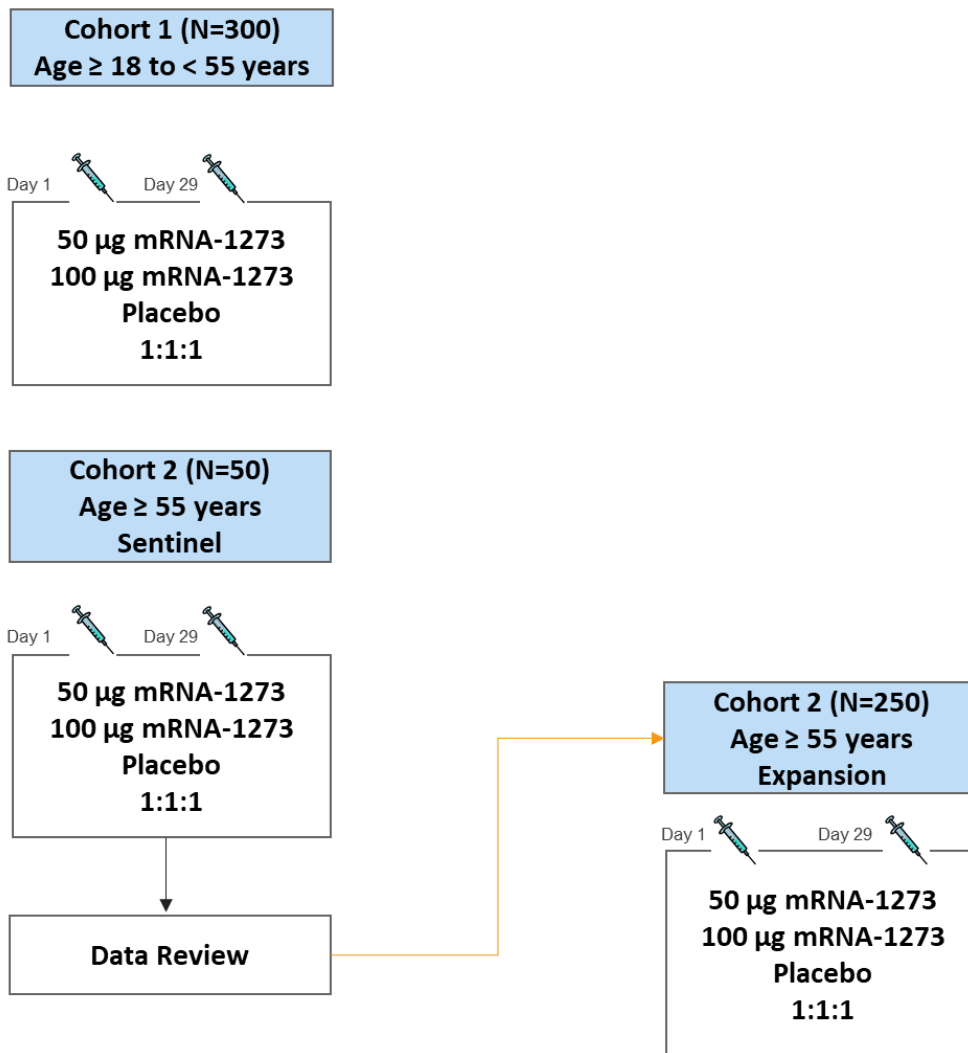 Cohort 1 (N=300)
Age ≥ 18 to < 55 years
Day 1
Day 29
50 µg mRNA-1273
100 µg mRNA-1273
Placebo
1:1:1
Cohort 2 (N=50)
Age ≥ 55 years
Sentinel
Day 1
Day 29
50 µg mRNA-1273
100 µg mRNA-1273
Placebo
1:1:1
Data Review
Cohort 2 (N=250)
Age ≥ 55 years
Expansion
Day 1
Day 29
50 µg mRNA-1273
100 µg mRNA-1273
Placebo
1:1:1